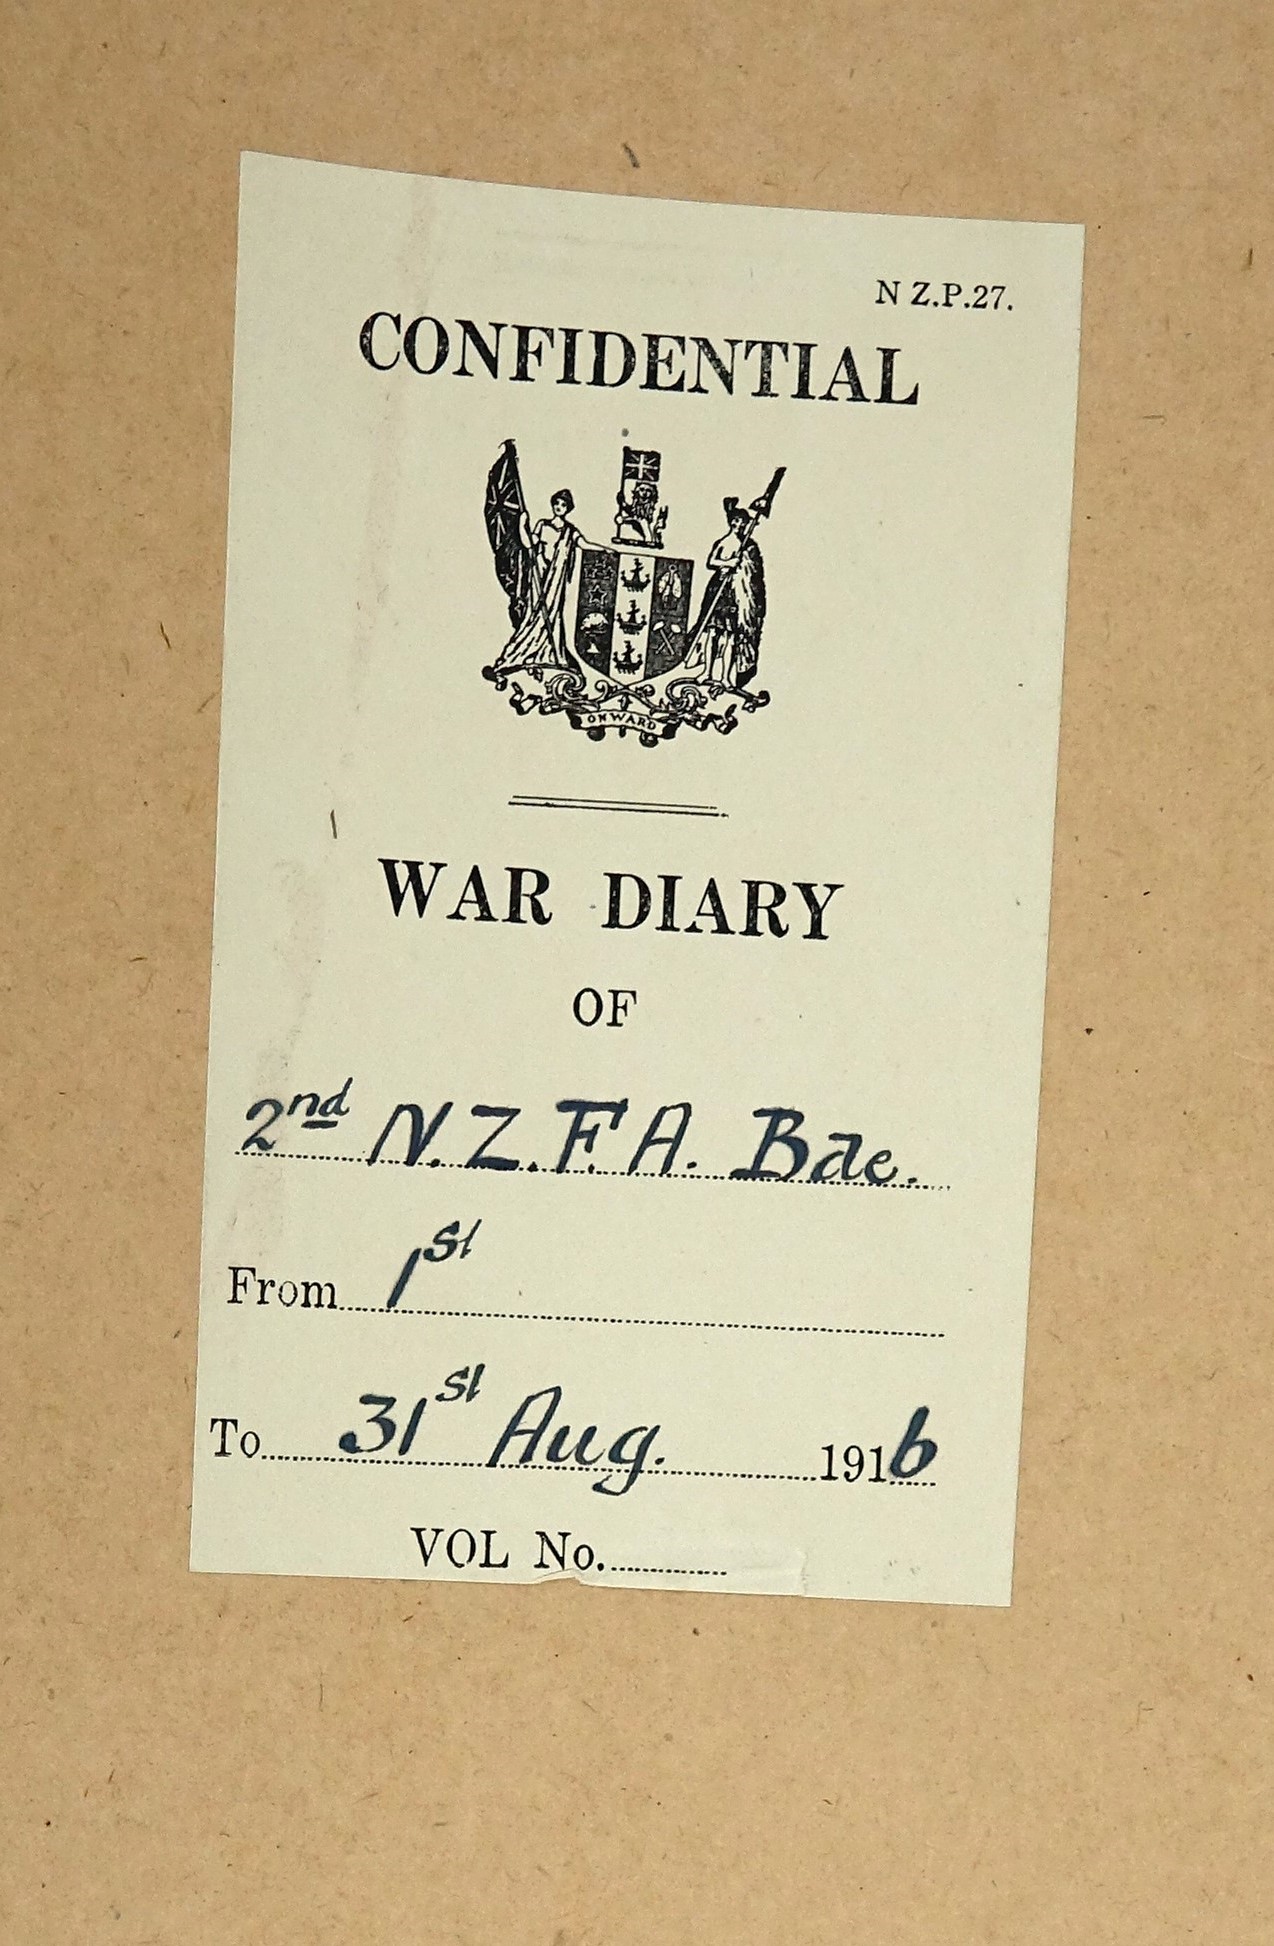 N Z.P.27.
CONFIDENTIAL
ONWARD
WAR DIARY
OF
2nd N.Z.F.A. Bde.
From 1st
To 31st Aug. 1916
VOL No.